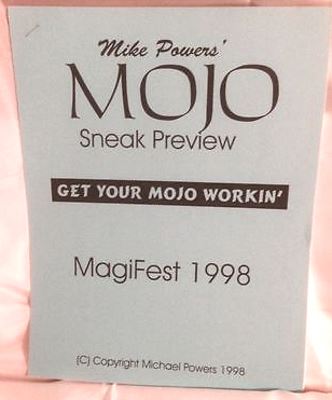 Mike Powers'
MOJO
Sneak Preview
GET YOUR MOJO WORKIN'
MagiFest 1998
(C) Copyright Michael Powers 1998